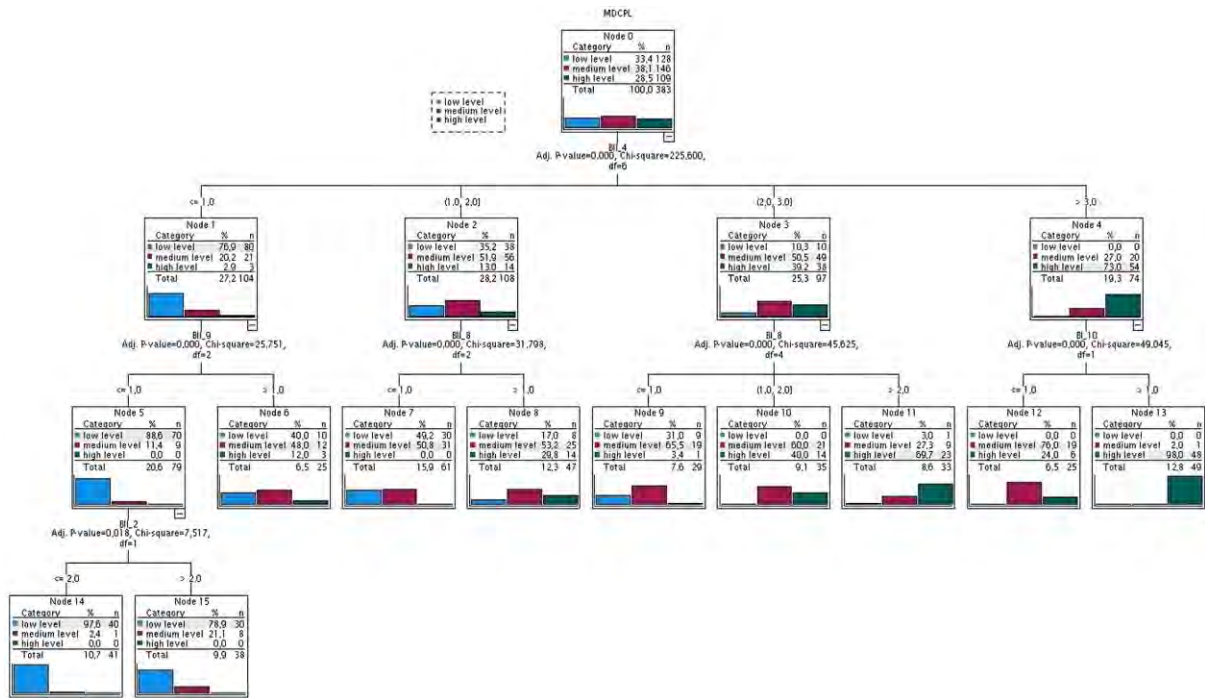 MDCPL
Node 0
Category % n
low level 33,4 128
medium level 38,1 146
high level 28,5 109
Total 100,0 383
low level
medium level
high level
Adj. P-value=0,000, Chi-square=225,600,
df=6
<= 1,0
(1,0, 2,0]
(2,0, 3,0]
> 3,0
Node 1
Category % n
low level 76,9 80
medium level 20,2 21
high level 2,9 3
Total 27,2 104
Adj. P-value=0,000, Chi-square=25,751,
df=2
Node 2
Category % n
low level 35,2 38
medium level 51,9 56
high level 13,0 14
Total 28,2 108
Adj. P-value=0,000, Chi-square=31,798,
df=2
Node 3
Category % n
low level 10,3 10
medium level 50,5 49
high level 39,2 38
Total 25,3 97
Adj. P-value=0,000, Chi-square=45,625,
df=4
Node 4
Category % n
low level 0,0 0
medium level 27,0 20
high level 73,0 54
Total 19,3 74
Adj. P-value=0,000, Chi-square=49,045,
df=1
<= 1,0
> 1,0
<= 1,0
> 1,0
<= 1,0
(1,0, 2,0]
> 2,0
<= 1,0
> 1,0
Node 5
Category % n
low level 88,6 70
medium level 11,4 9
high level 0,0 0
Total 20,6 79
Adj. P-value=0,018, Chi-square=7,517,
df=1
Node 6
Category % n
low level 40,0 10
medium level 48,0 12
high level 12,0 3
Total 6,5 25
Node 7
Category % n
low level 49,2 30
medium level 50,8 31
high level 0,0 0
Total 15,9 61
Node 8
Category % n
low level 17,0 8
medium level 53,2 25
high level 29,8 14
Total 12,3 47
Node 9
Category % n
low level 31,0 9
medium level 65,5 19
high level 3,4 1
Total 7,6 29
Node 10
Category % n
low level 0,0 0
medium level 60,0 21
high level 40,0 14
Total 9,1 35
Node 11
Category % n
low level 3,0 1
medium level 27,3 9
high level 69,7 23
Total 8,6 33
Node 12
Category % n
low level 0,0 0
medium level 76,0 19
high level 24,0 6
Total 6,5 25
Node 13
Category % n
low level 0,0 0
medium level 2,0 1
high level 98,0 48
Total 12,8 49
<= 2,0
> 2,0
Node 14
Category % n
low level 97,6 40
medium level 2,4 1
high level 0,0 0
Total 10,7 41
Node 15
Category % n
low level 78,9 30
medium level 21,1 8
high level 0,0 0
Total 9,9 38